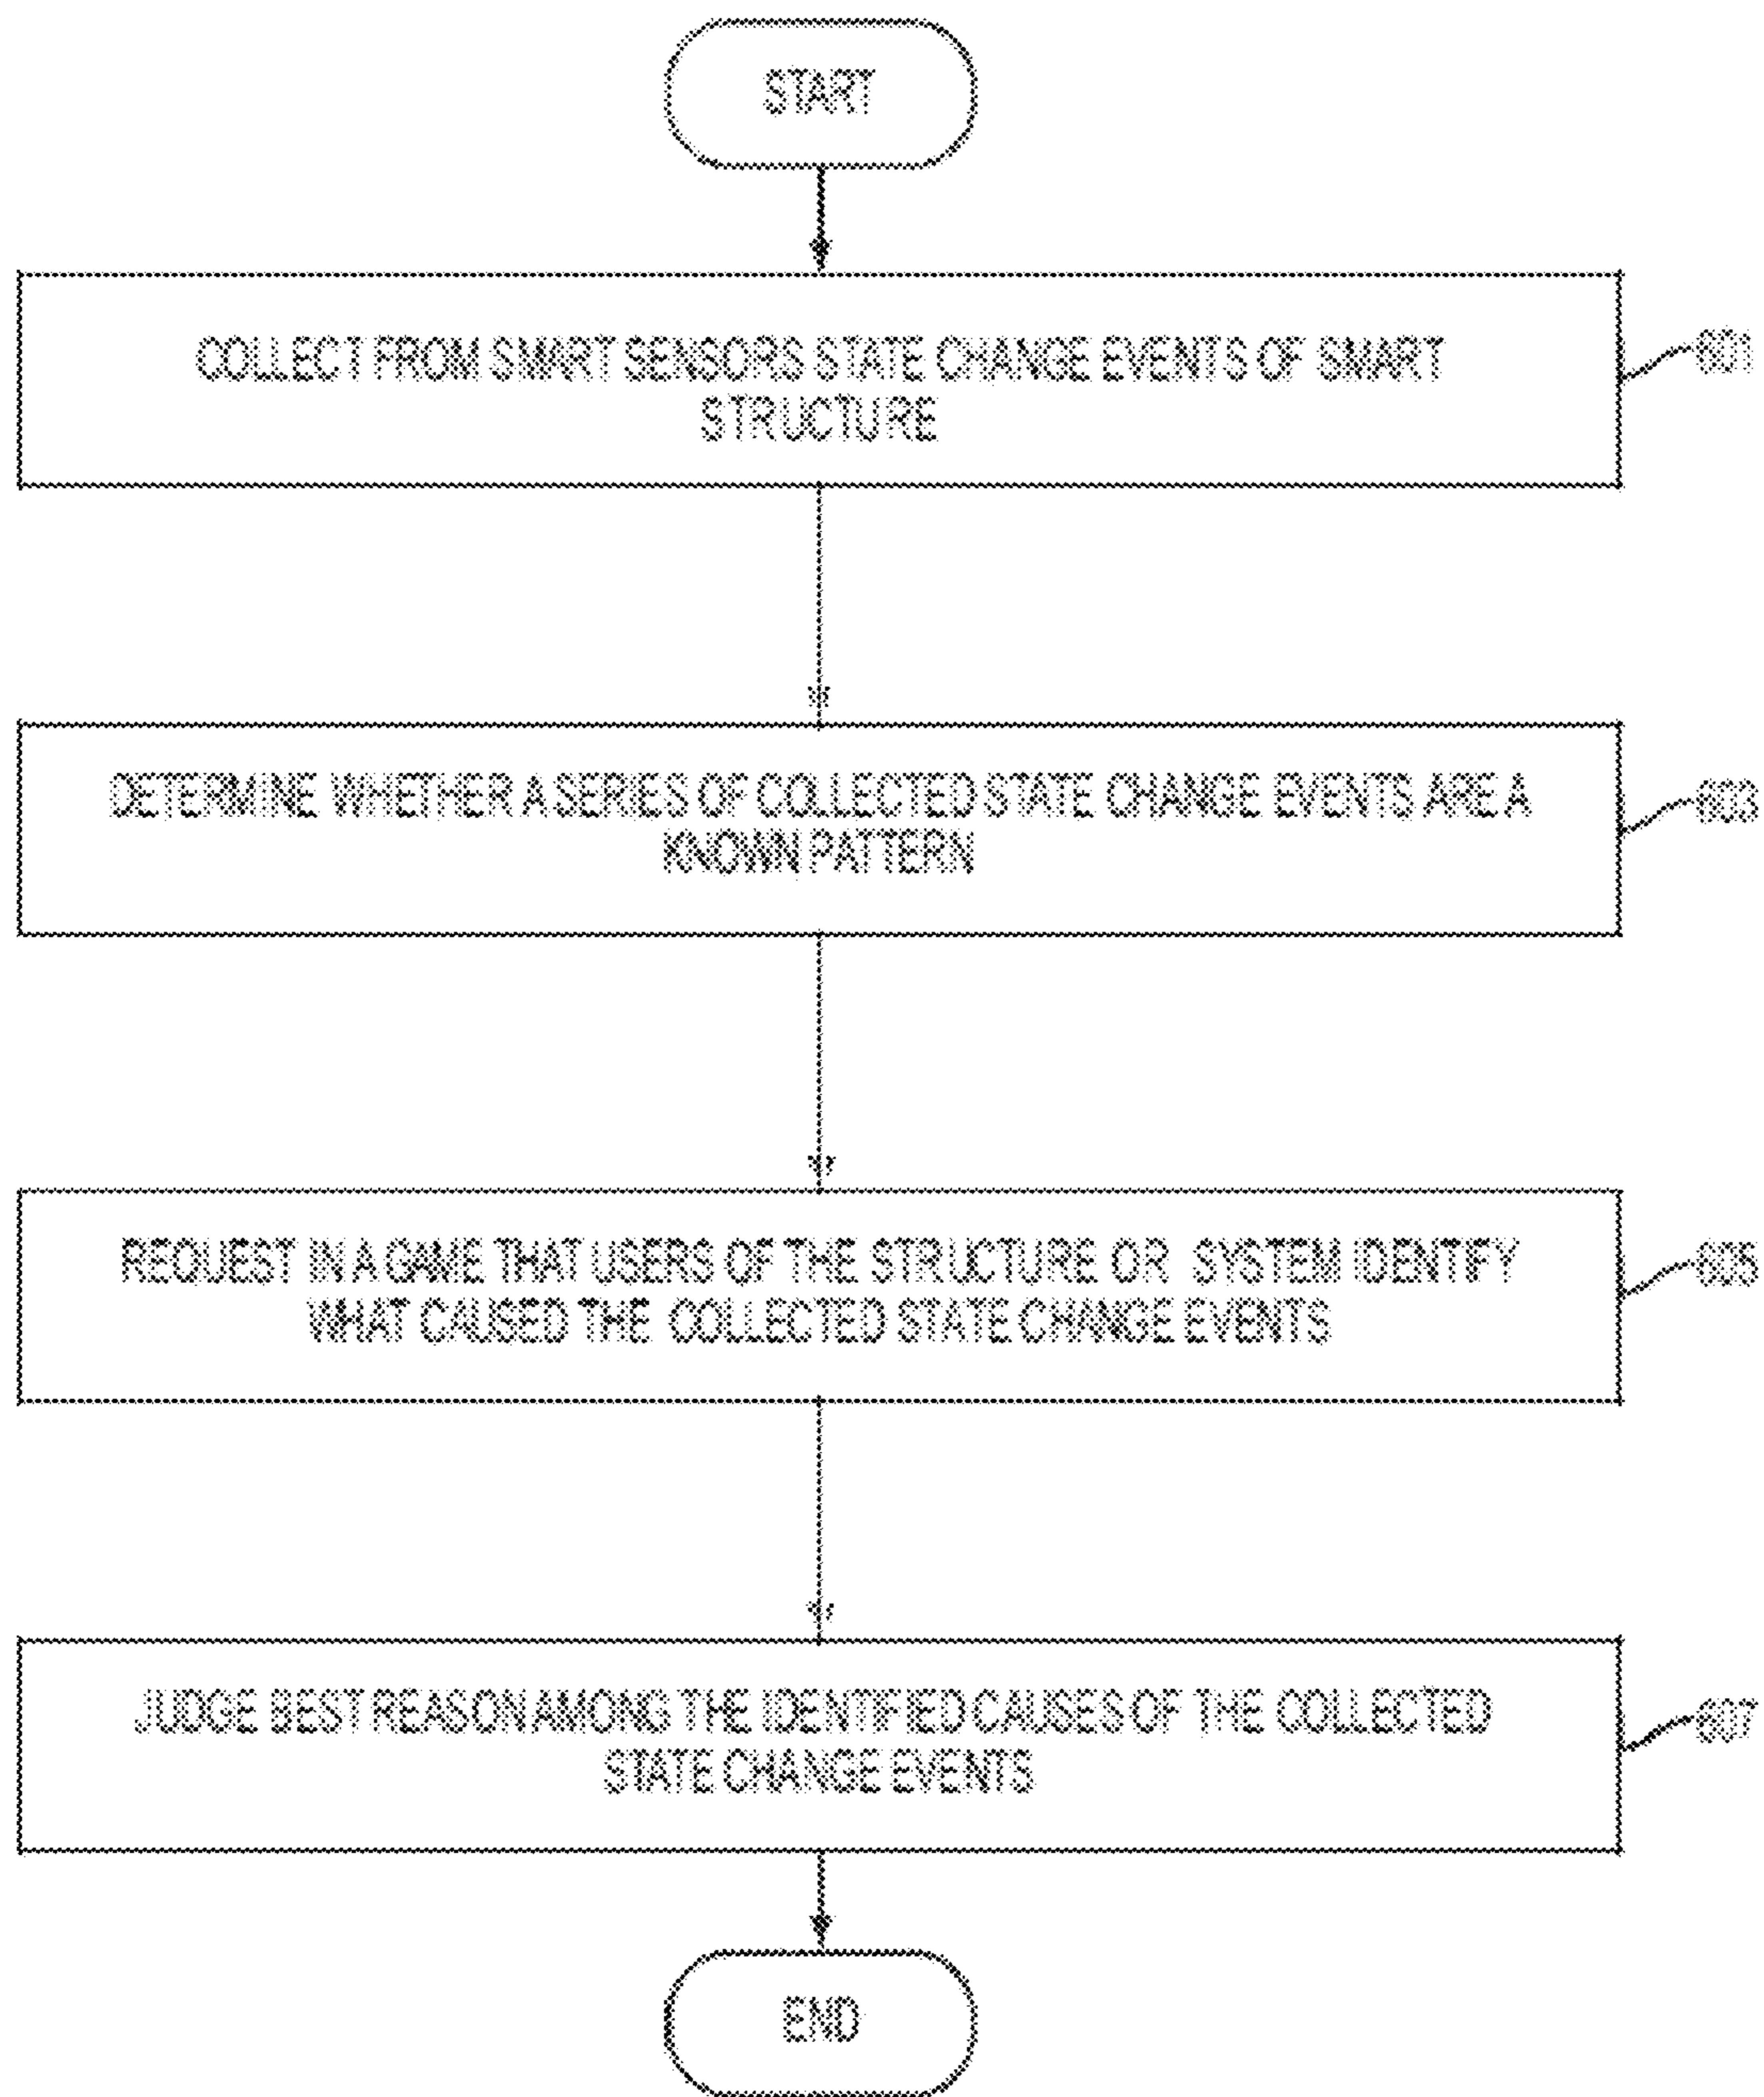 START
COLLECT FROM SMART SENSORS STATE CHANGE EVENTS OF SMART
STRUCTURE
601
DETERMINE WHETHER A SERIES OF COLLECTED STATE CHANGE EVENTS ARE A
KNOWN PATTERN
603
REQUEST IN A GAME THAT USERS OF THE STRUCTURE OR SYSTEM IDENTIFY
WHAT CAUSED THE COLLECTED STATE CHANGE EVENTS
605
JUDGE BEST REASON AMONG THE IDENTIFIED CAUSES OF THE COLLECTED
STATE CHANGE EVENTS
607
END